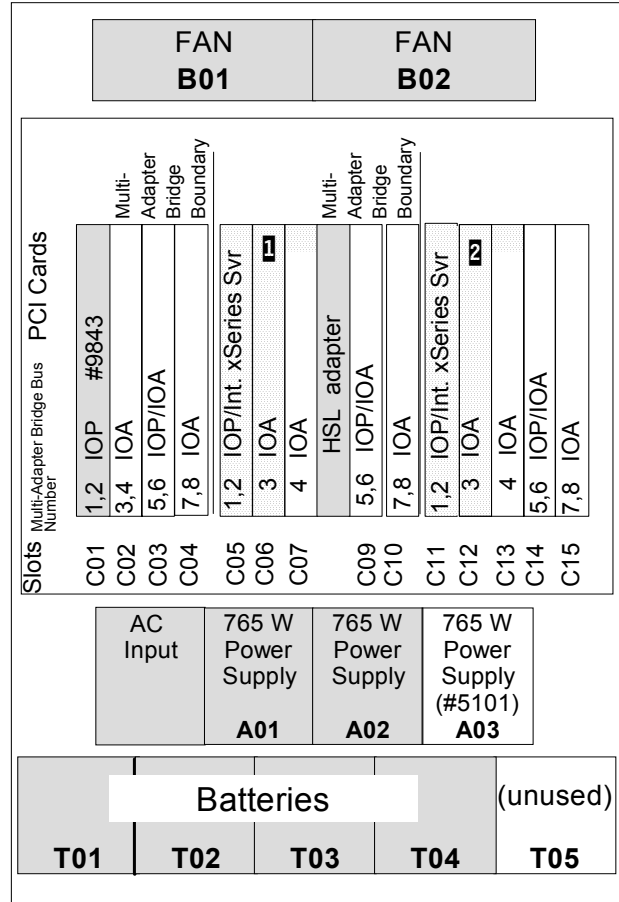 FAN
B01
FAN
B02
Slots
Multi-Adapter Bridge Bus
Number
PCI Cards
Multi-
Adapter
Bridge
Boundary
Multi-
Adapter
Bridge
Boundary
C01 1,2 IOP #9843
C02 3,4 IOA
C03 5,6 IOP/IOA
C04 7,8 IOA
C05 1,2 IOP/Int. xSeries Svr
C06 3 IOA 1
C07 4 IOA
HSL adapter
C09 5,6 IOP/IOA
C10 7,8 IOA
C11 1,2 IOP/Int. xSeries Svr
C12 3 IOA 2
C13 4 IOA
C14 5,6 IOP/IOA
C15 7,8 IOA
AC
Input
765 W
Power
Supply
A01
765 W
Power
Supply
A02
765 W
Power
Supply
(#5101)
A03
Batteries
(unused)
T01
T02
T03
T04
T05